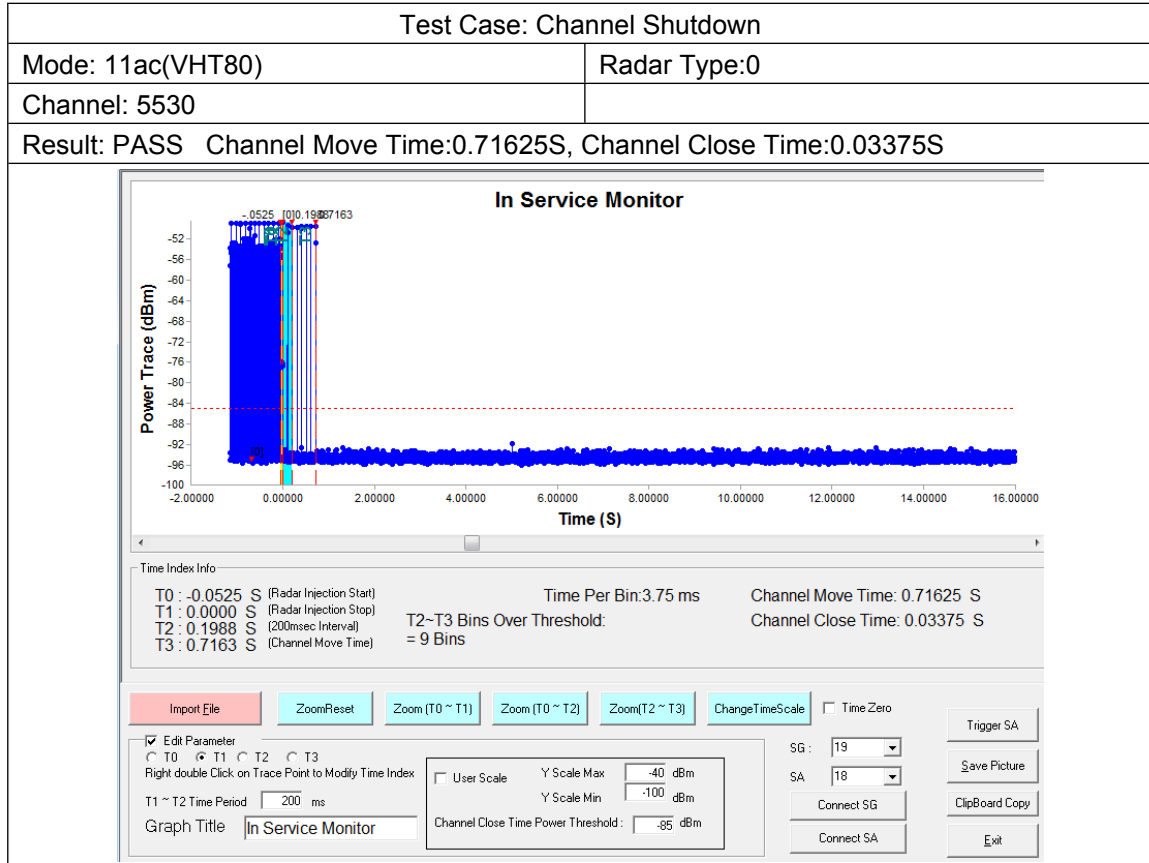 Test Case: Channel Shutdown
Mode: 11ac(VHT80) Radar Type:0
Channel: 5530
Result: PASS Channel Move Time:0.71625S, Channel Close Time:0.03375S
In Service Monitor
-.0525 [0]
-52
-56
-60
-64
-68
-72
-76
-80
-84
-88
-92
-96
-100
Power Trace (dBm)
[0]
-2.00000 0.00000 2.00000 4.00000 6.00000 8.00000 10.00000 12.00000 14.00000 16.00000
Time (S)
Time Index Info
T0 : -0.0525 S (Radar Injection Start)
T1 : 0.0000 S (Radar Injection Stop)
T2 : 0.1988 S (200msec Interval)
T3 : 0.7163 S (Channel Move Time)
Time Per Bin:3.75 ms
T2~T3 Bins Over Threshold:
= 9 Bins
Channel Move Time: 0.71625 S
Channel Close Time: 0.03375 S
Import File ZoomReset Zoom (T0 ~ T1) Zoom (T0 ~ T2) Zoom(T2 ~ T3) ChangeTimeScale Time Zero
Edit Parameter
T0 T1 T2 T3
Right double Click on Trace Point to Modify Time Index
T1 ~ T2 Time Period 200 ms
Graph Title In Service Monitor
User Scale Y Scale Max -40 dBm
Y Scale Min -100 dBm
Channel Close Time Power Threshold : -85 dBm
SG : 19
SA 18
Connect SG
Connect SA
Trigger SA
Save Picture
ClipBoard Copy
Exit